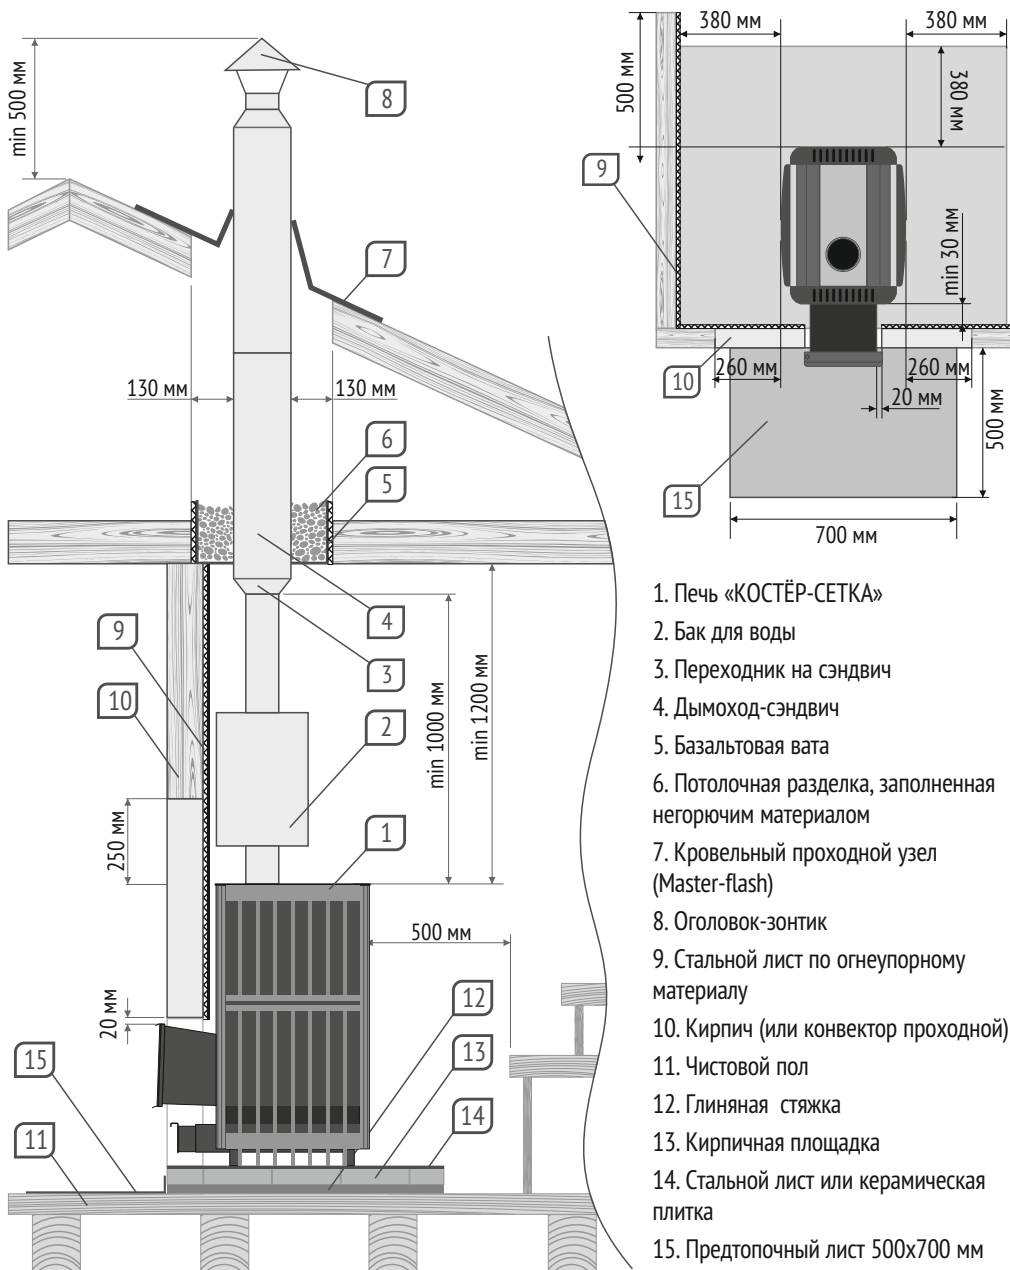 min 500 мм
8
7
130 мм
130 мм
6
5
4
3
9
10
2
1
min 1000 мм
min 1200 мм
250 мм
500 мм
20 мм
12
13
14
15
11
380 мм
380 мм
500 мм
380 мм
9
min 30 мм
10
260 мм
260 мм
20 мм
500 мм
15
700 мм
1. Печь «КОСТЁР-СЕТКА»
2. Бак для воды
3. Переходник на сэндвич
4. Дымоход-сэндвич
5. Базальтовая вата
6. Потолочная разделка, заполненная
негорючим материалом
7. Кровельный проходной узел
(Master-flash)
8. Оголовок-зонтик
9. Стальной лист по огнеупорному
материалу
10. Кирпич (или конвектор проходной)
11. Чистовой пол
12. Глиняная стяжка
13. Кирпичная площадка
14. Стальной лист или керамическая
плитка
15. Предтопочный лист 500х700 мм